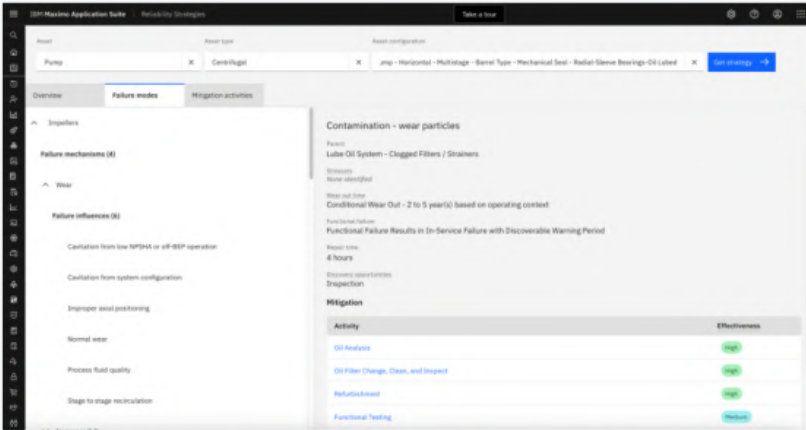 IBM Maximo Application Suite Reliability Strategies
Take a tour
Asset
Asset type
Asset configuration
Pump
Centrifugal
ump - Horizontal - Multistage - Barrel Type - Mechanical Seal - Radial-Sleeve Bearings-Oil Lubed
Get strategy
Overview
Failure modes
Mitigation activities
Impellers
Failure mechanisms (4)
Wear
Failure influences (6)
Cavitation from low NPSHA or off-BEP operation
Cavitation from system configuration
Improper axial positioning
Normal wear
Process fluid quality
Stage to stage recirculation
Contamination - wear particles
Parent
Lube Oil System - Clogged Filters / Strainers
Stressors
None identified
Wear out time
Conditional Wear Out - 2 to 5 year(s) based on operating context
Functional failure
Functional Failure Results in In-Service Failure with Discoverable Warning Period
Repair time
4 hours
Discovery opportunities
Inspection
Mitigation
Activity Effectiveness
Oil Analysis High
Oil Filter Change, Clean, and Inspect High
Refurbishment High
Functional Testing Medium